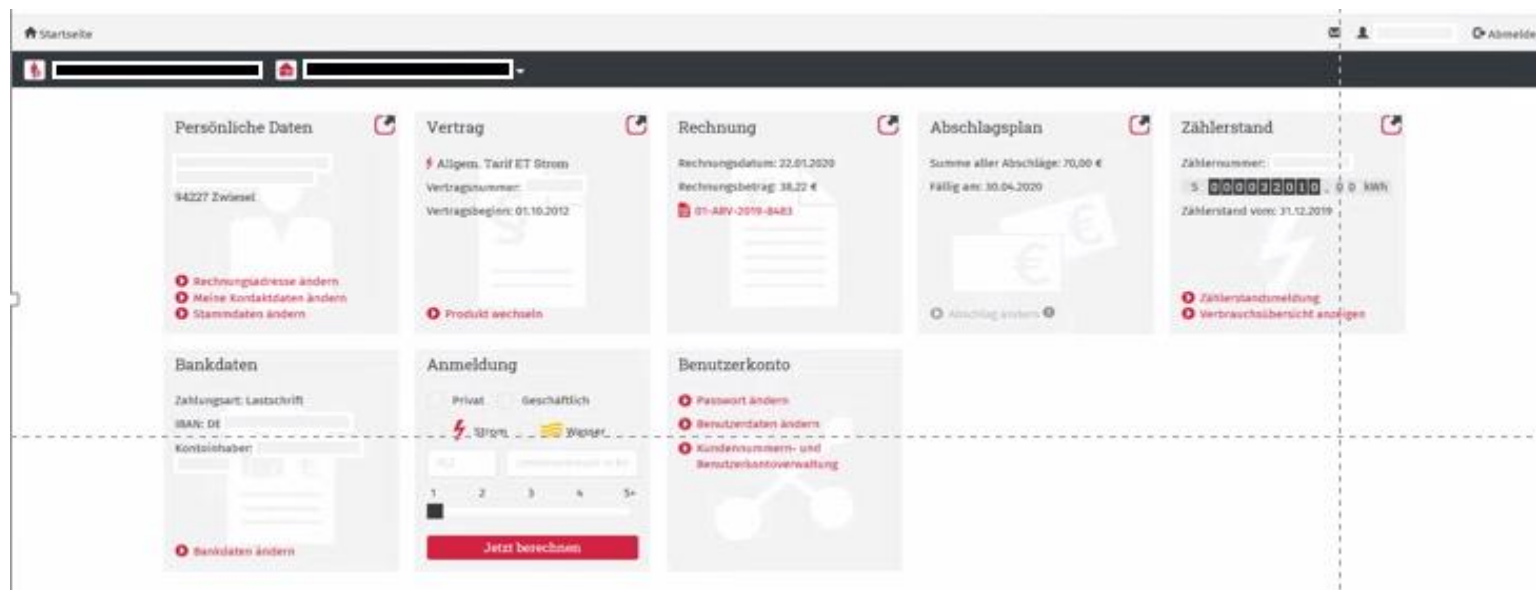 Startseite
Abmelde
Persönliche Daten
94227 Zwiesel
Rechnungsadresse ändern
Meine Kontaktdaten ändern
Stammdaten ändern
Vertrag
Allgem. Tarif ET Strom
Vertragsnummer:
Vertragsbeginn: 01.10.2012
Produkt wechseln
Rechnung
Rechnungsdatum: 22.01.2020
Rechnungsbetrag: 38,22 €
01-ABV-2019-8483
Abschlagsplan
Summe aller Abschläge: 70,00 €
Fällig am: 30.04.2020
Abschlag ändern
Zählerstand
Zählernummer:
S 000032010,00 kWh
Zählerstand vom: 31.12.2019
Zählerstandsmeldung
Verbrauchsübersicht anzeigen
Bankdaten
Zahlungsart: Lastschrift
IBAN: DE
Kontoinhaber:
Bankdaten ändern
Anmeldung
Privat Geschäftlich
Strom Wasser
PLZ
1 2 3 4 5+
Jetzt berechnen
Benutzerkonto
Passwort ändern
Benutzerdaten ändern
Kundennummern- und
Benutzerkontoverwaltung